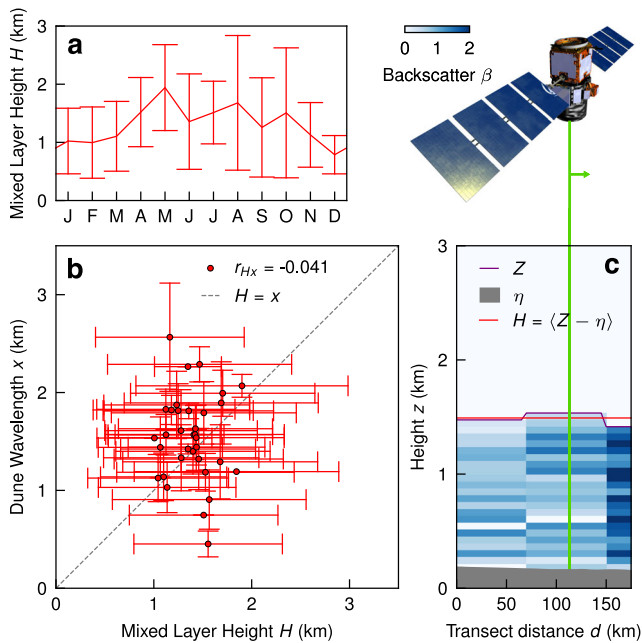 a
Mixed Layer Height H (km)
3
2
1
0
J F M A M J J A S O N D
0 1 2
Backscatter β
b
r_Hx = -0.041
H = x
Dune Wavelength x (km)
3
2
1
0
0 1 2 3
Mixed Layer Height H (km)
c
Z
η
H = ⟨Z − η⟩
Height z (km)
3
2
1
0
0 50 100 150
Transect distance d (km)